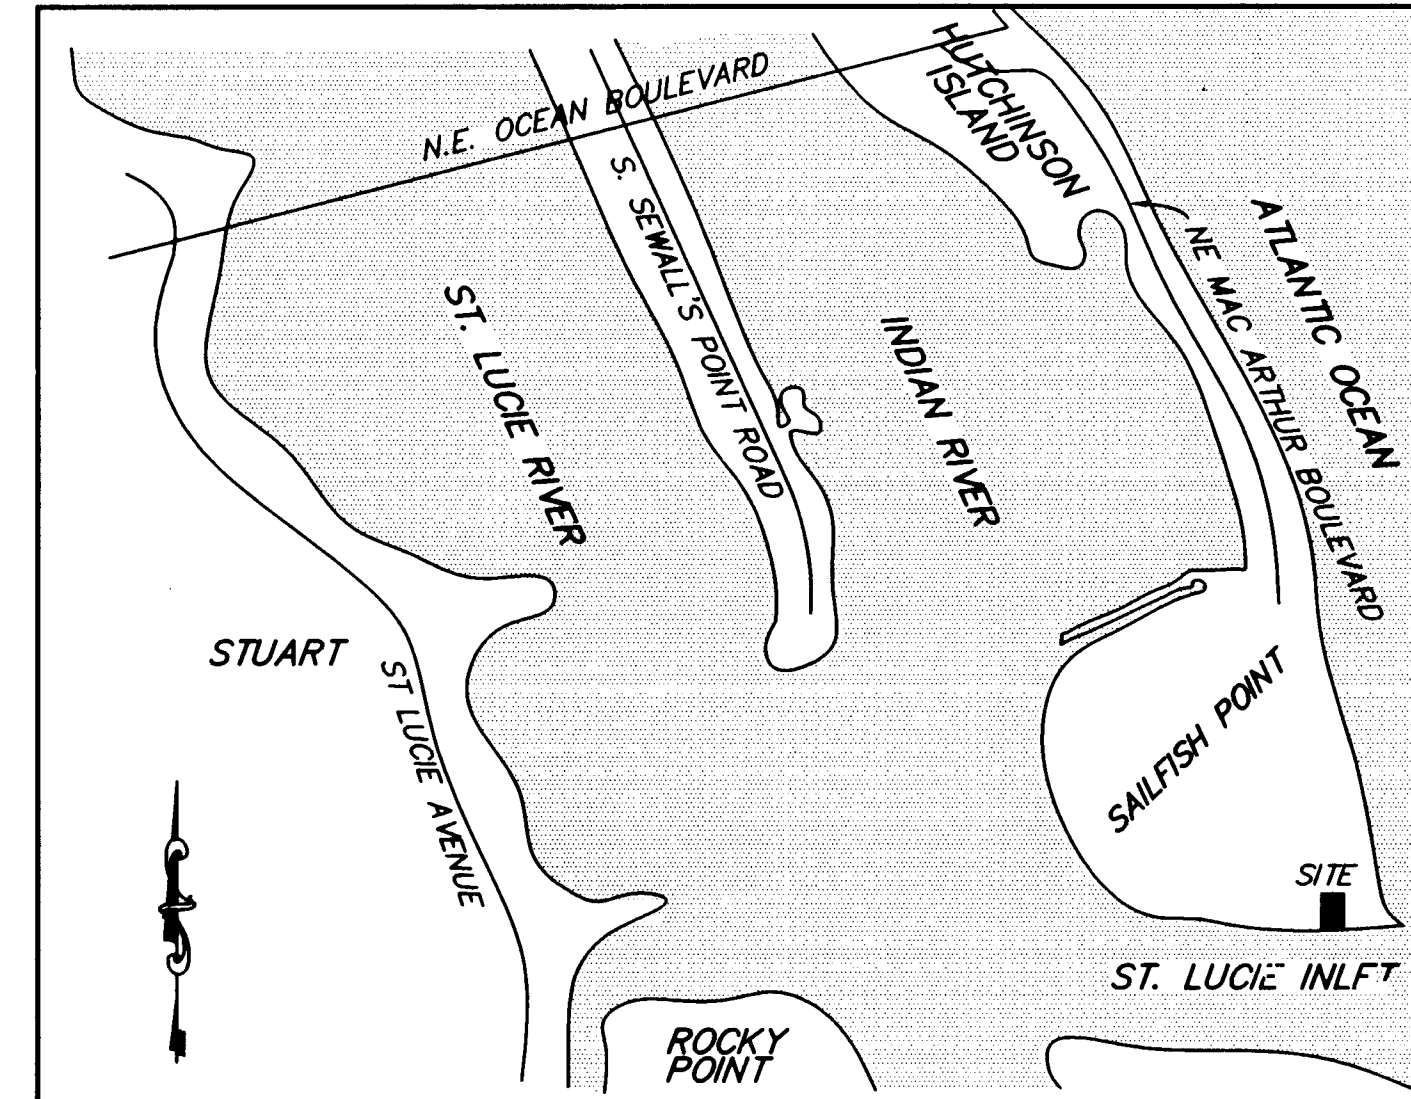 HUTCHINSON
ISLAND
N.E. OCEAN BOULEVARD
S. SEWALL'S POINT ROAD
ST. LUCIE RIVER
INDIAN RIVER
NE MAC ARTHUR BOULEVARD
ATLANTIC OCEAN
STUART
ST LUCIE AVENUE
SAILFISH POINT
SITE
ST. LUCIE INLET
ROCKY
POINT